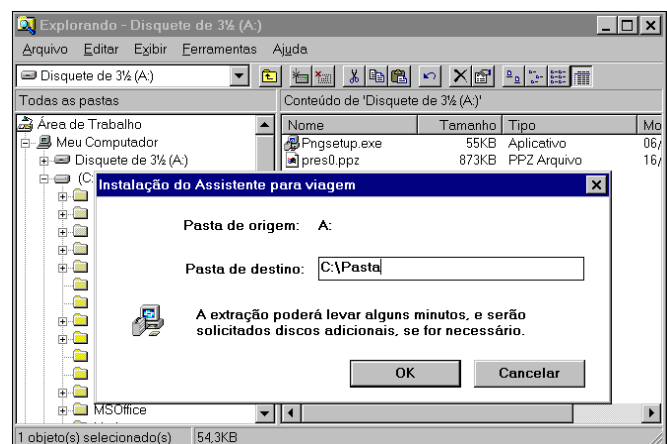 Explorando - Disquete de 3½ (A:)
Arquivo Editar Exibir Ferramentas Ajuda
Disquete de 3½ (A:)
Todas as pastas
Conteúdo de 'Disquete de 3½ (A:)'
Área de Trabalho
Meu Computador
Disquete de 3½ (A:)
(C:
MSOffice
Nome Tamanho Tipo Mo
Pngsetup.exe 55KB Aplicativo 06/
pres0.ppz 873KB PPZ Arquivo 16/
Instalação do Assistente para viagem
Pasta de origem: A:
Pasta de destino: C:\Pasta
A extração poderá levar alguns minutos, e serão
solicitados discos adicionais, se for necessário.
OK Cancelar
1 objeto(s) selecionado(s) 54,3KB